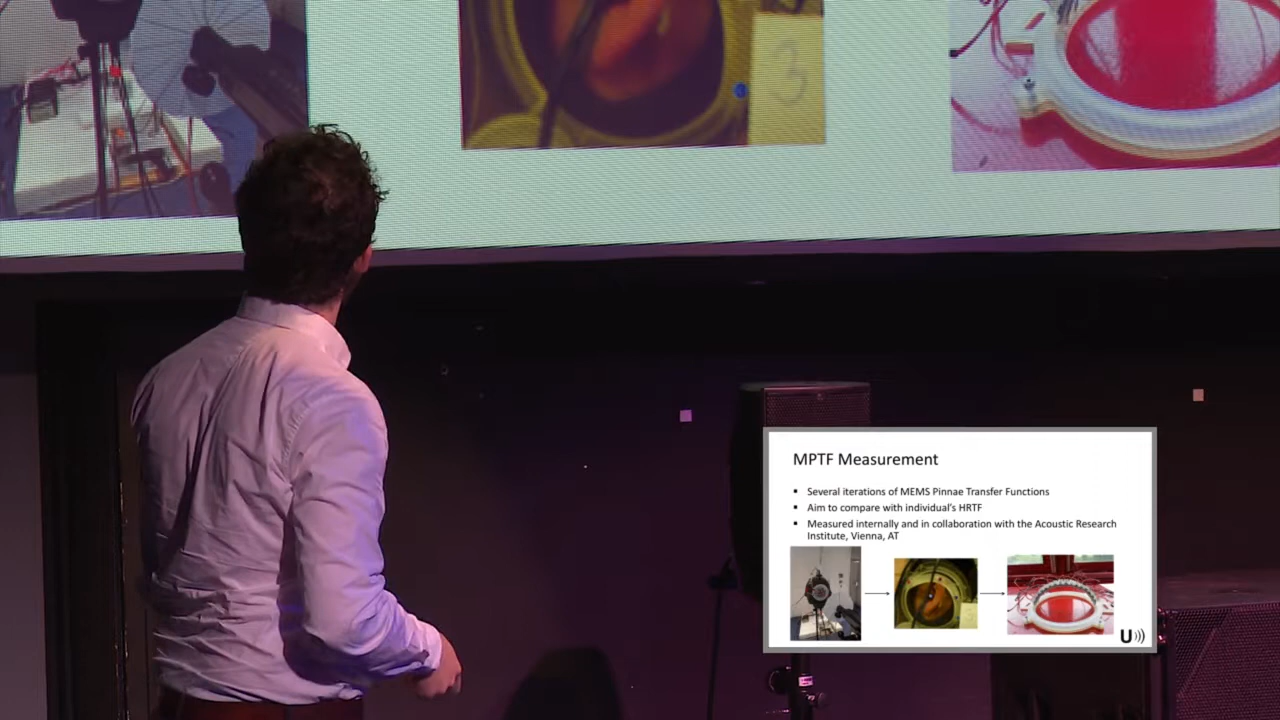 3
MPTF Measurement
▪ Several iterations of MEMS Pinnae Transfer Functions
▪ Aim to compare with individual's HRTF
▪ Measured internally and in collaboration with the Acoustic Research
Institute, Vienna, AT
U